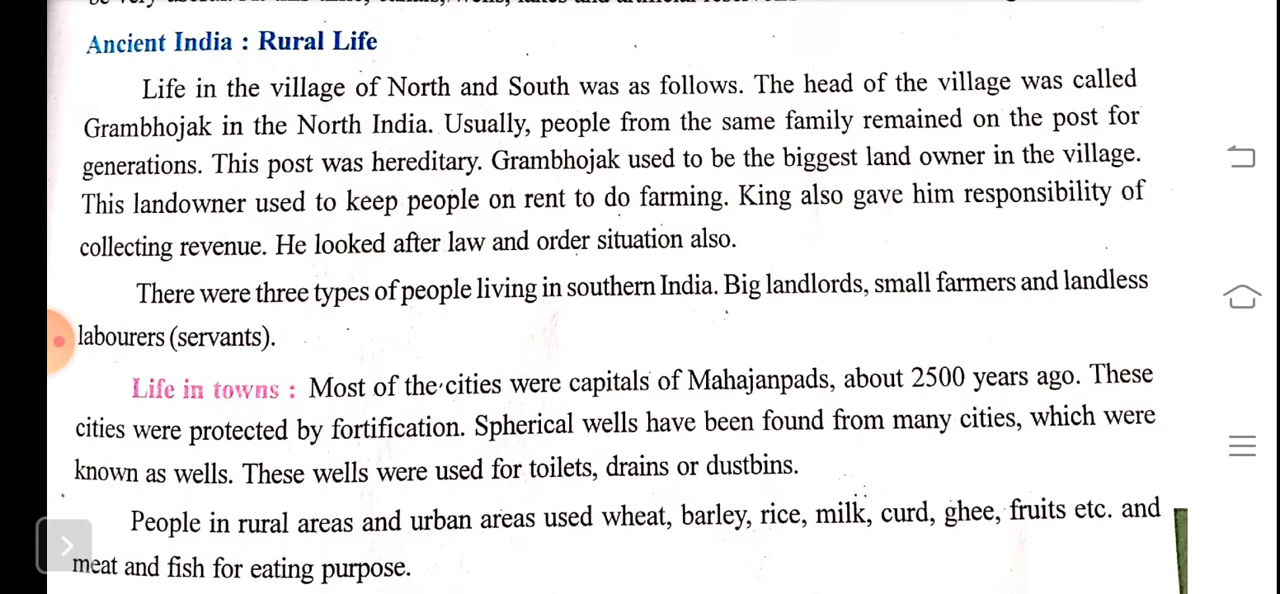 Ancient India : Rural Life
Life in the village of North and South was as follows. The head of the village was called
Grambhojak in the North India. Usually, people from the same family remained on the post for
generations. This post was hereditary. Grambhojak used to be the biggest land owner in the village.
This landowner used to keep people on rent to do farming. King also gave him responsibility of
collecting revenue. He looked after law and order situation also.
There were three types of people living in southern India. Big landlords, small farmers and landless
labourers (servants).
Life in towns : Most of the cities were capitals of Mahajanpads, about 2500 years ago. These
cities were protected by fortification. Spherical wells have been found from many cities, which were
known as wells. These wells were used for toilets, drains or dustbins.
People in rural areas and urban areas used wheat, barley, rice, milk, curd, ghee, fruits etc. and
meat and fish for eating purpose.